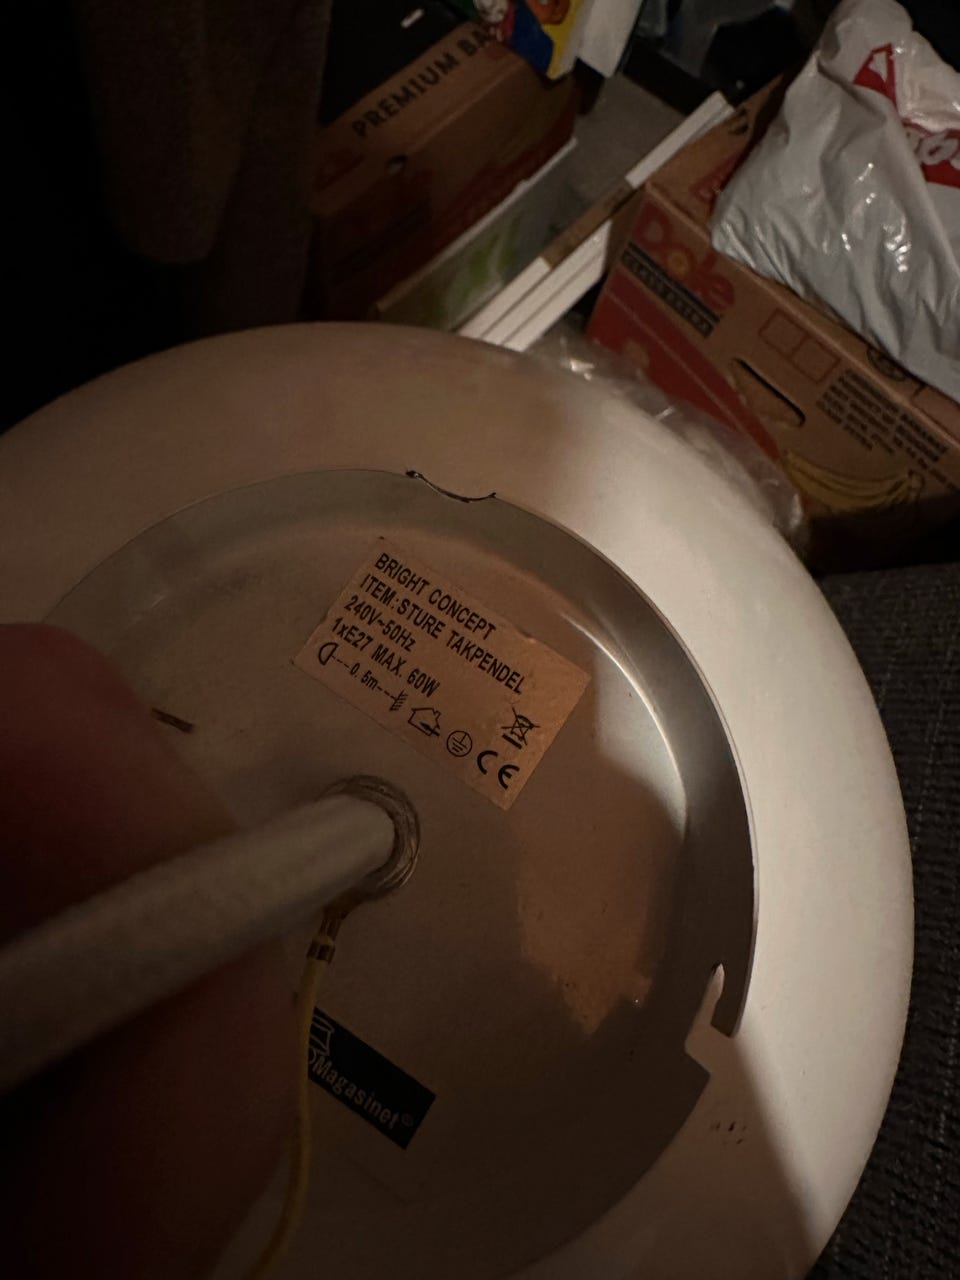 PREMIUM BA
Dole
BRIGHT CONCEPT
ITEM:STURE TAKPENDEL
240V~50Hz
1xE27 MAX. 60W
0.5m
CE
Magasinet®